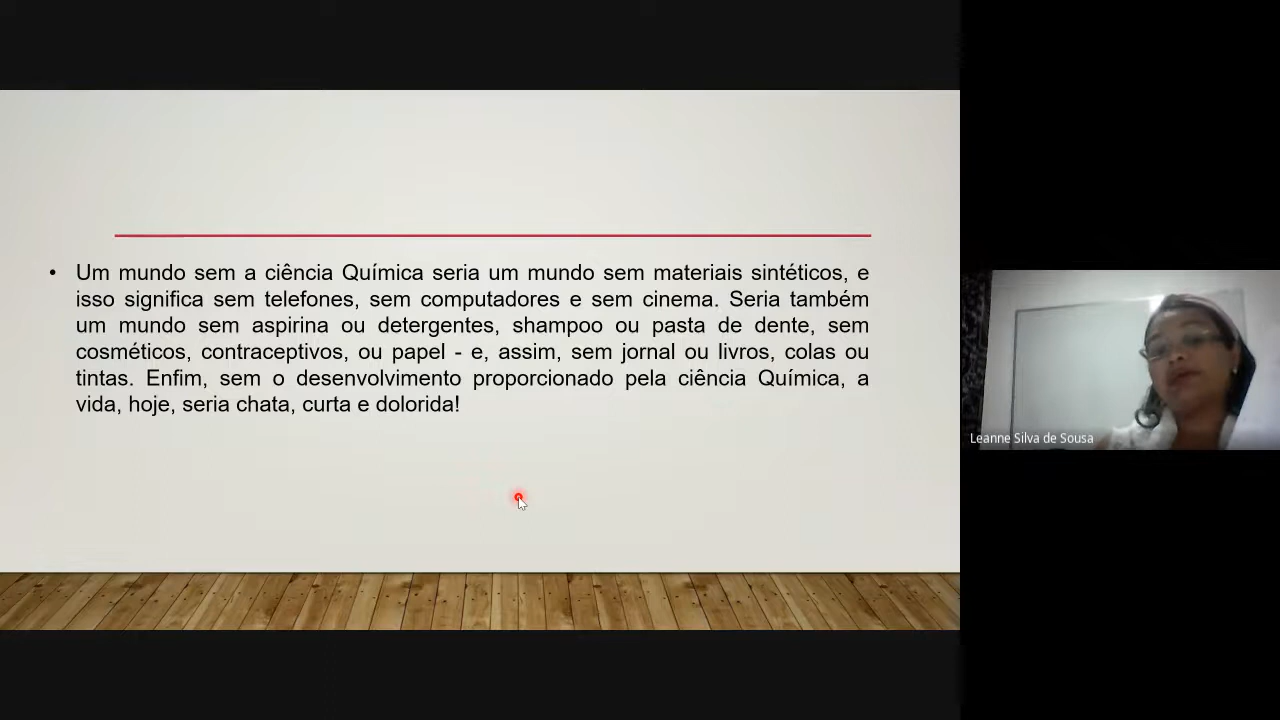 • Um mundo sem a ciência Química seria um mundo sem materiais sintéticos, e
isso significa sem telefones, sem computadores e sem cinema. Seria também
um mundo sem aspirina ou detergentes, shampoo ou pasta de dente, sem
cosméticos, contraceptivos, ou papel - e, assim, sem jornal ou livros, colas ou
tintas. Enfim, sem o desenvolvimento proporcionado pela ciência Química, a
vida, hoje, seria chata, curta e dolorida!
Leanne Silva de Sousa